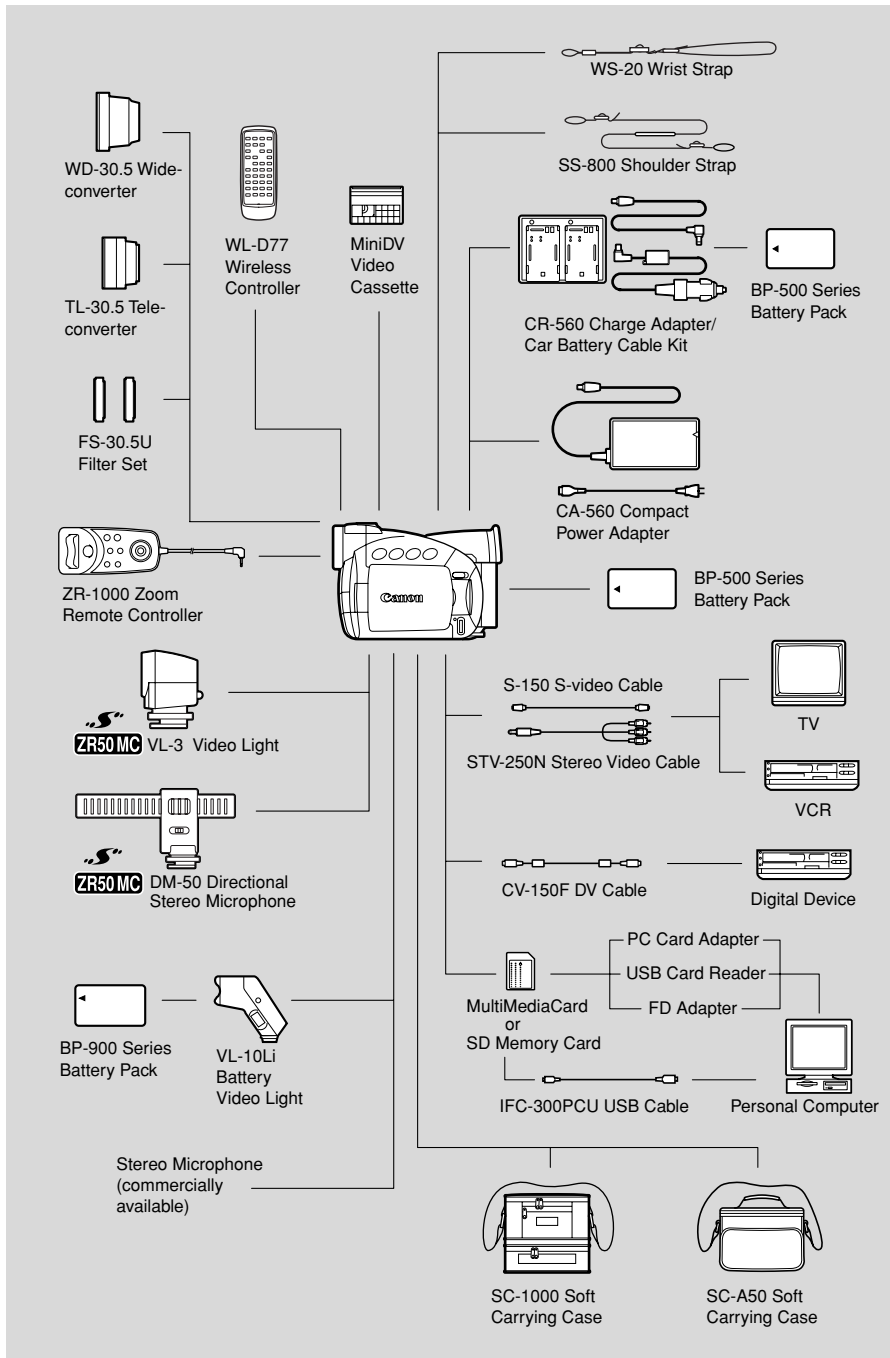 WS-20 Wrist Strap
SS-800 Shoulder Strap
WD-30.5 Wide-
converter
WL-D77
Wireless
Controller
MiniDV
Video
Cassette
TL-30.5 Tele-
converter
CR-560 Charge Adapter/
Car Battery Cable Kit
BP-500 Series
Battery Pack
FS-30.5U
Filter Set
CA-560 Compact
Power Adapter
ZR-1000 Zoom
Remote Controller
Canon
BP-500 Series
Battery Pack
S
ZR50 MC VL-3 Video Light
S-150 S-video Cable
STV-250N Stereo Video Cable
TV
VCR
S
ZR50 MC DM-50 Directional
Stereo Microphone
CV-150F DV Cable
Digital Device
BP-900 Series
Battery Pack
VL-10Li
Battery
Video Light
MultiMediaCard
or
SD Memory Card
PC Card Adapter
USB Card Reader
FD Adapter
IFC-300PCU USB Cable
Personal Computer
Stereo Microphone
(commercially
available)
SC-1000 Soft
Carrying Case
SC-A50 Soft
Carrying Case